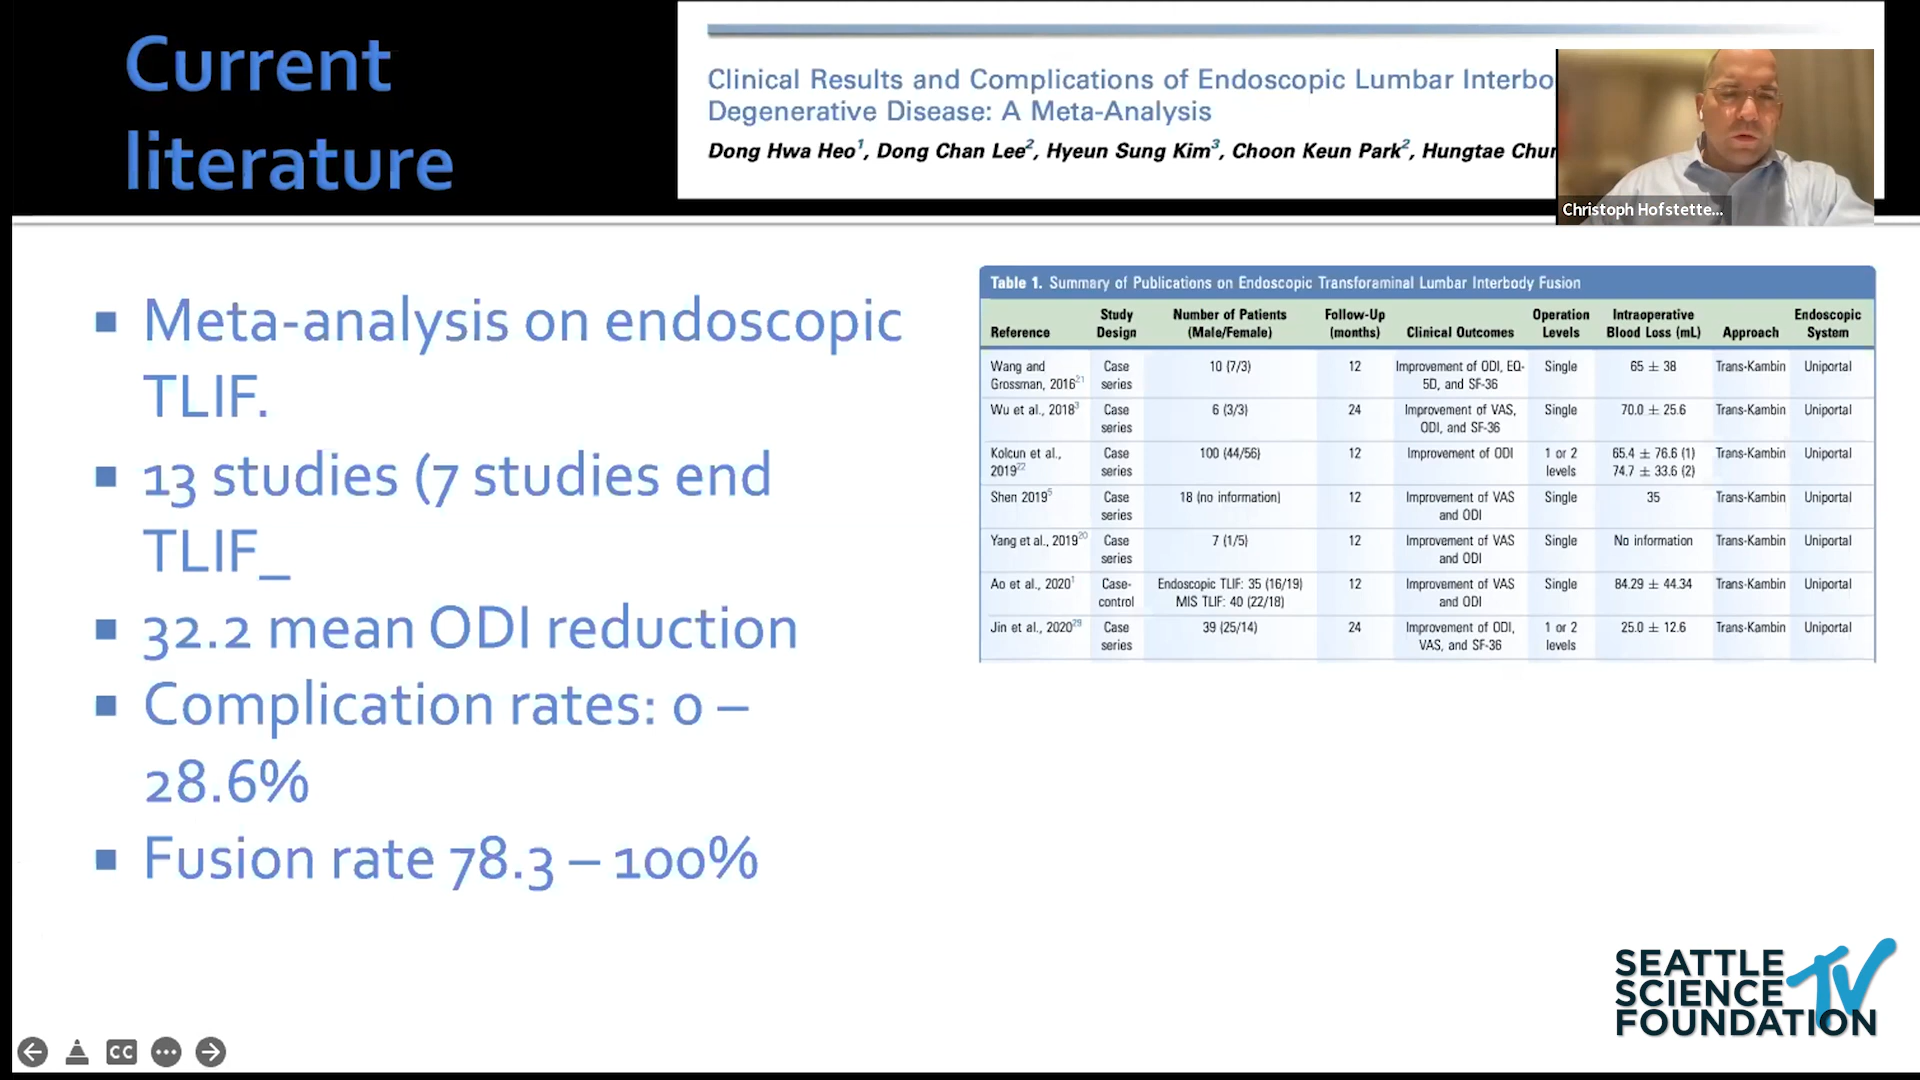 Current
literature
Clinical Results and Complications of Endoscopic Lumbar Interbo
Degenerative Disease: A Meta-Analysis
Dong Hwa Heo1, Dong Chan Lee2, Hyeun Sung Kim3, Choon Keun Park2, Hungtae Chur
Christoph Hofstette...
■ Meta-analysis on endoscopic
TLIF.
■ 13 studies (7 studies end
TLIF_
■ 32.2 mean ODI reduction
■ Complication rates: 0 –
28.6%
■ Fusion rate 78.3 – 100%
Table 1. Summary of Publications on Endoscopic Transforaminal Lumbar Interbody Fusion
Study Number of Patients Follow-Up Operation Intraoperative Endoscopic
Reference Design (Male/Female) (months) Clinical Outcomes Levels Blood Loss (mL) Approach System
Wang and Case 10 (7/3) 12 Improvement of ODI, EQ- Single 65 ± 38 Trans-Kambin Uniportal
Grossman, 201621 series 5D, and SF-36
Wu et al., 20183 Case 6 (3/3) 24 Improvement of VAS, Single 70.0 ± 25.6 Trans-Kambin Uniportal
series ODI, and SF-36
Kolcun et al., Case 100 (44/56) 12 Improvement of ODI 1 or 2 65.4 ± 76.6 (1) Trans-Kambin Uniportal
201922 series levels 74.7 ± 33.6 (2)
Shen 20195 Case 18 (no information) 12 Improvement of VAS Single 35 Trans-Kambin Uniportal
series and ODI
Yang et al., 201920 Case 7 (1/5) 12 Improvement of VAS Single No information Trans-Kambin Uniportal
series and ODI
Ao et al., 20201 Case- Endoscopic TLIF: 35 (16/19) 12 Improvement of VAS Single 84.29 ± 44.34 Trans-Kambin Uniportal
control MIS TLIF: 40 (22/18) and ODI
Jin et al., 202029 Case 39 (25/14) 24 Improvement of ODI, 1 or 2 25.0 ± 12.6 Trans-Kambin Uniportal
series VAS, and SF-36 levels
SEATTLE
SCIENCE TV
FOUNDATION
CC